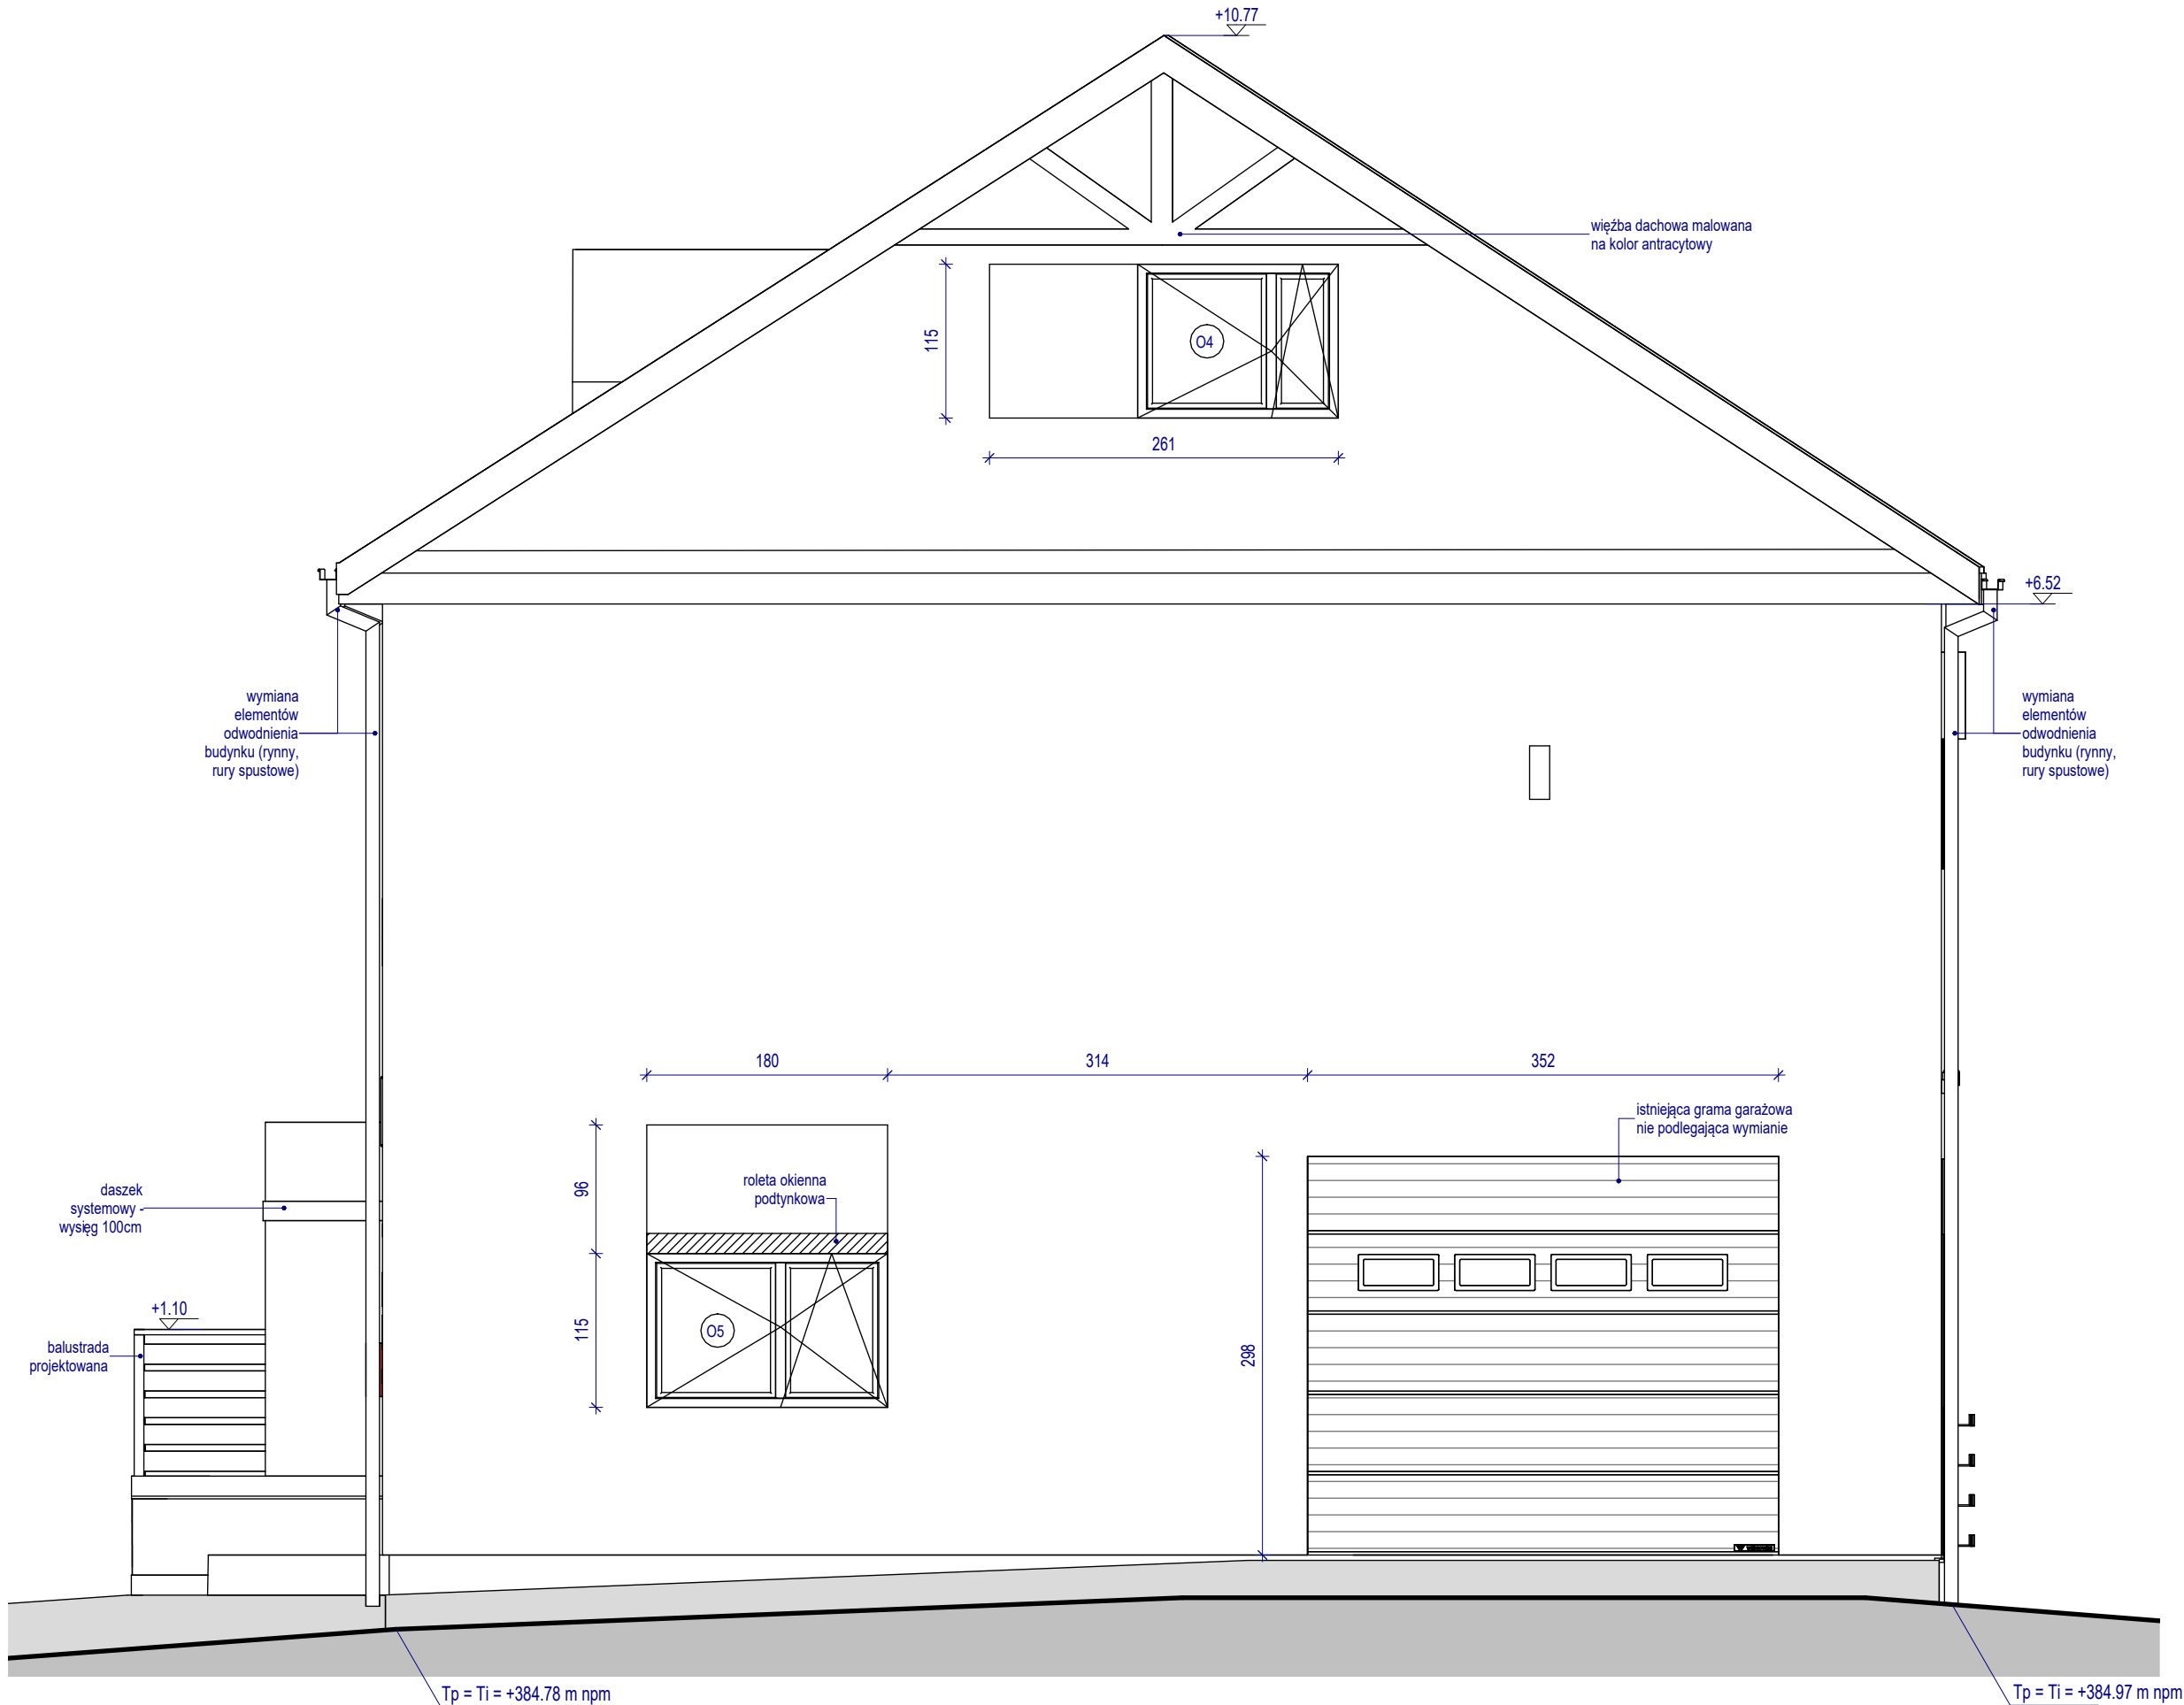 +10.77
więźba dachowa malowana
na kolor antracytowy
115
O4
261
+6.52
wymiana
elementów
odwodnienia
budynku (rynny,
rury spustowe)
wymiana
elementów
odwodnienia
budynku (rynny,
rury spustowe)
180
314
352
istniejąca grama garażowa
nie podlegająca wymianie
96
roleta okienna
podtynkowa
daszek
systemowy -
wysięg 100cm
+1.10
balustrada
projektowana
115
O5
298
Tp = Ti = +384.78 m npm
Tp = Ti = +384.97 m npm